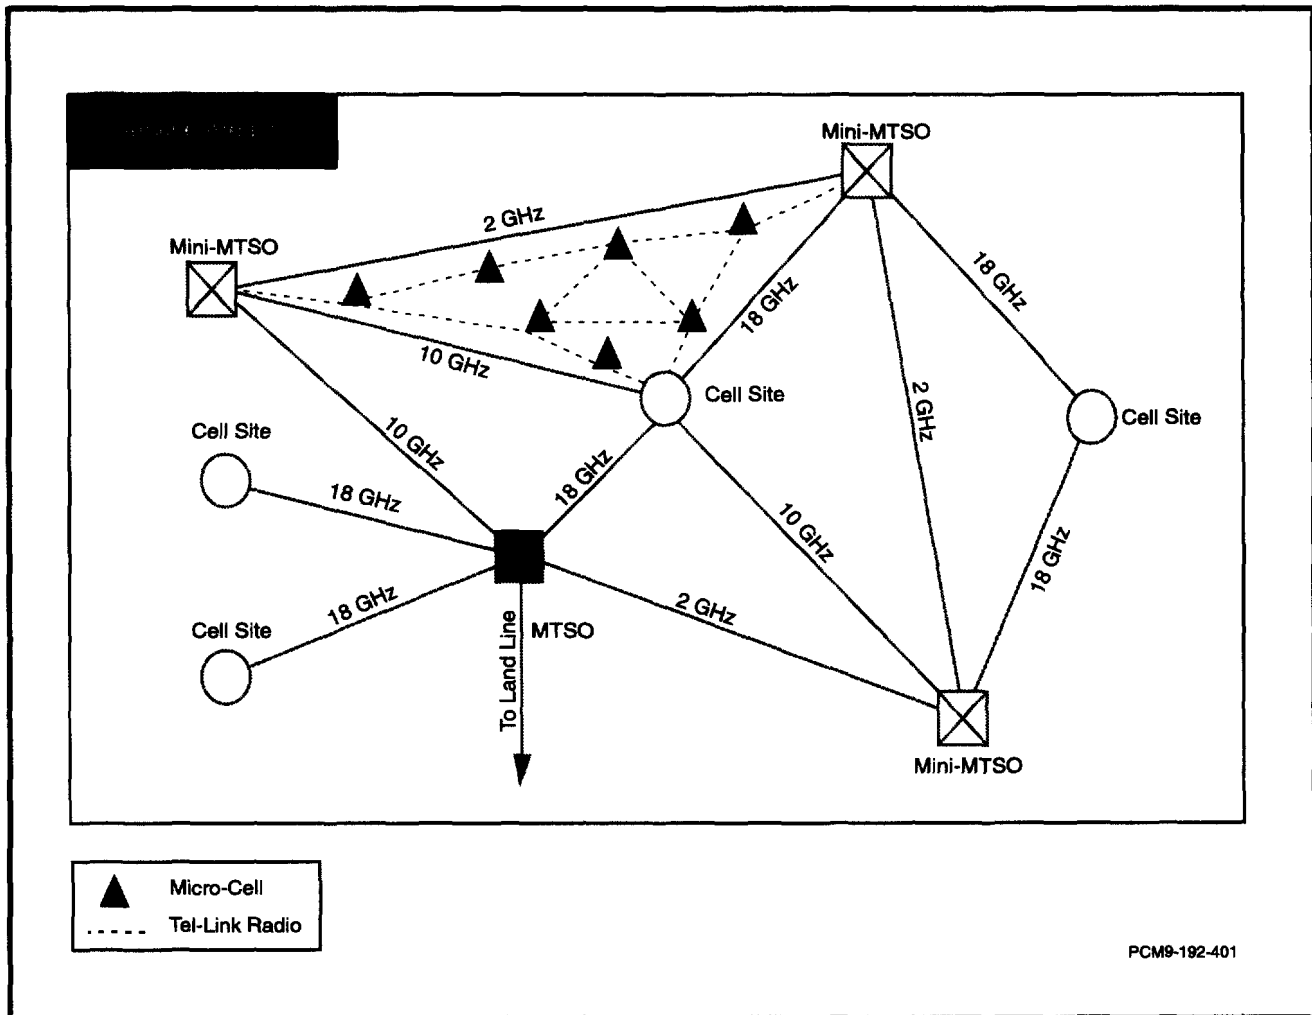 Mini-MTSO
2 GHz
Mini-MTSO
18 GHz
18 GHz
10 GHz
2 GHz
Cell Site
Cell Site
Cell Site
10 GHz
18 GHz
18 GHz
10 GHz
18 GHz
18 GHz
2 GHz
Cell Site
MTSO
To Land Line
Mini-MTSO
Micro-Cell
Tel-Link Radio
PCM9-192-401